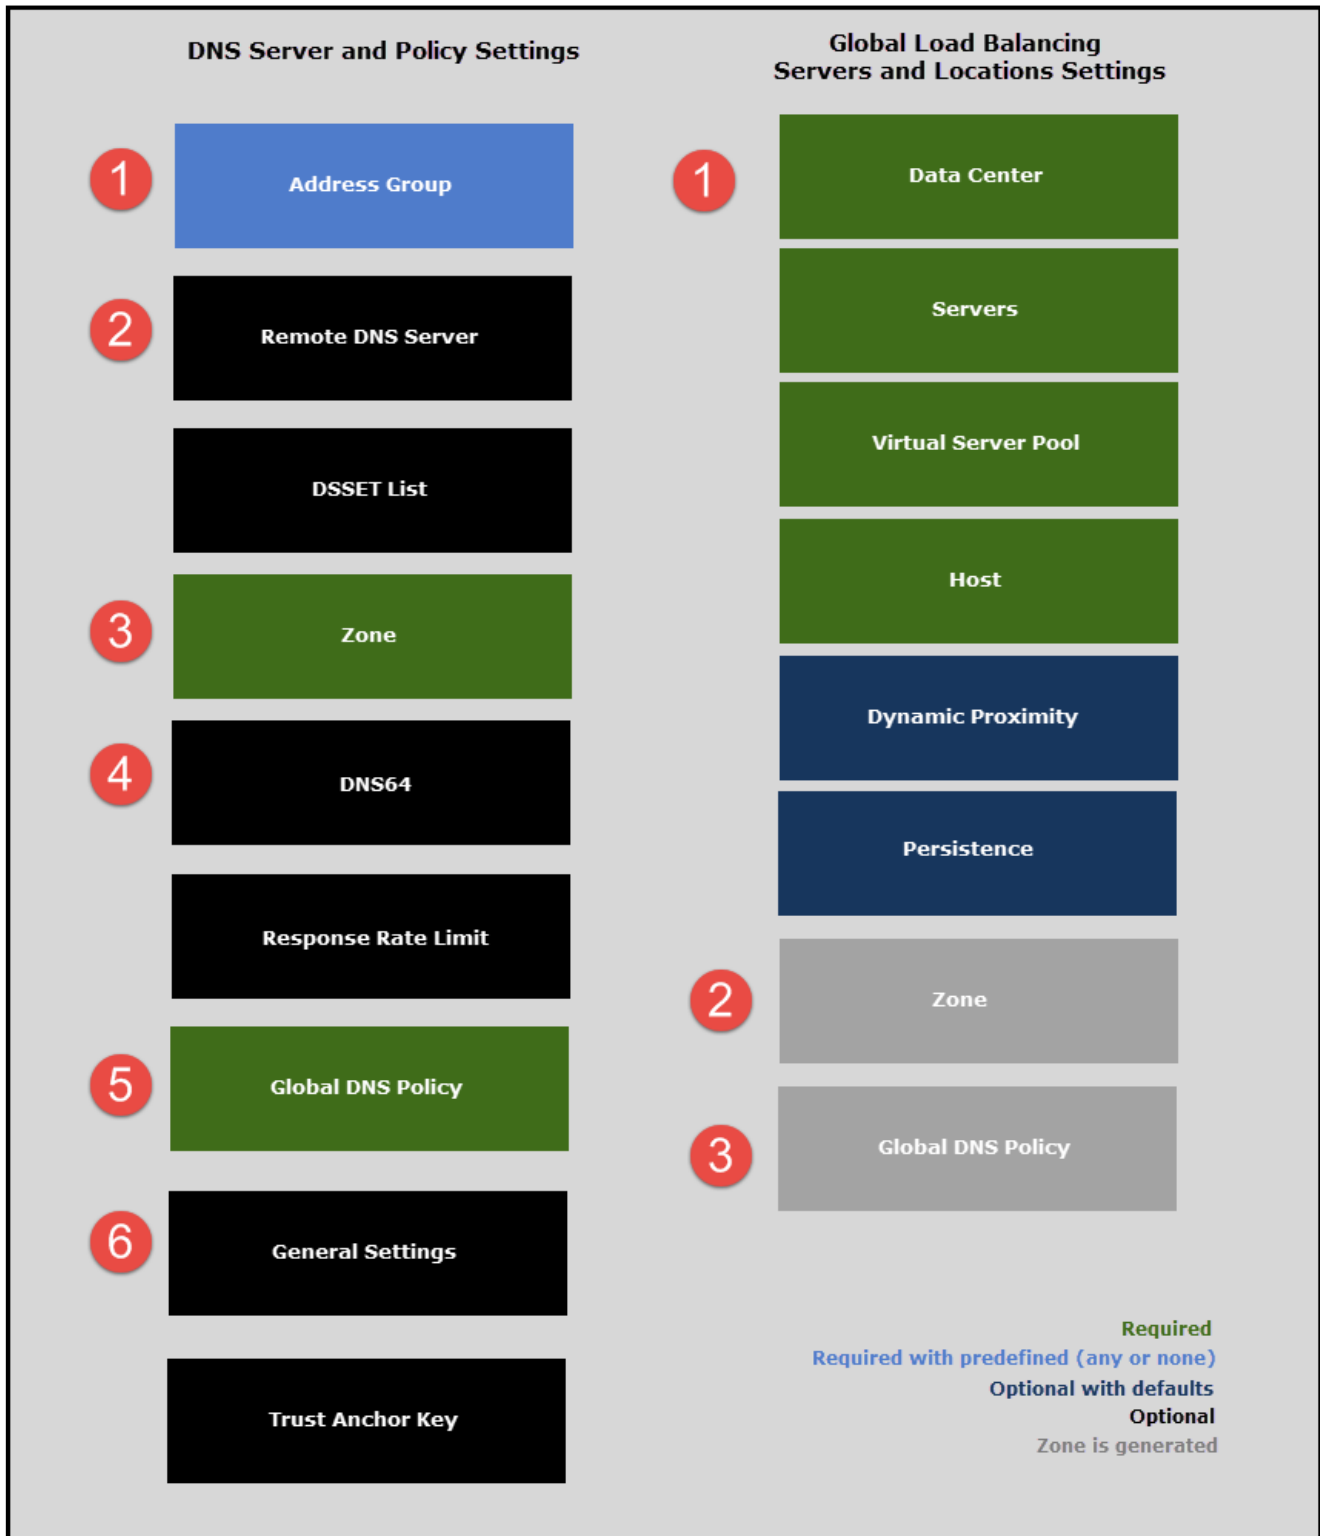 DNS Server and Policy Settings
1
Address Group
2
Remote DNS Server
DSSET List
3
Zone
4
DNS64
Response Rate Limit
5
Global DNS Policy
6
General Settings
Trust Anchor Key
Global Load Balancing
Servers and Locations Settings
1
Data Center
Servers
Virtual Server Pool
Host
Dynamic Proximity
Persistence
2
Zone
3
Global DNS Policy
Required
Required with predefined (any or none)
Optional with defaults
Optional
Zone is generated